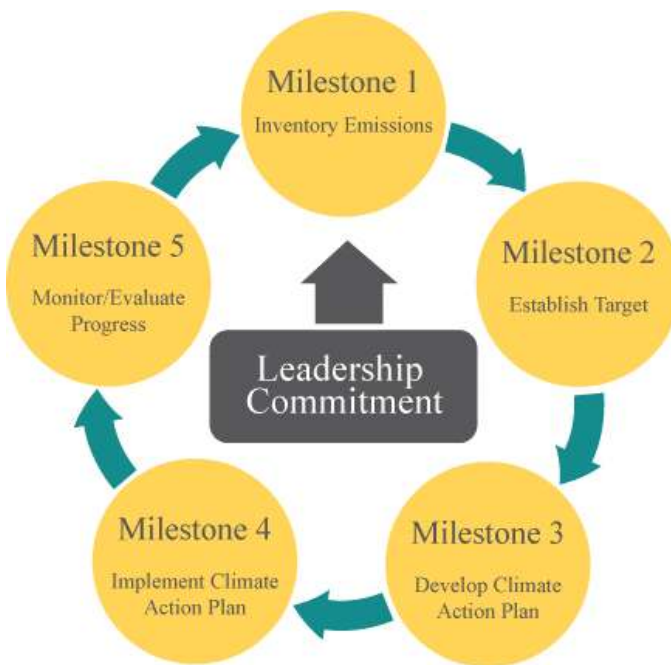 Milestone 1
Inventory Emissions
Milestone 2
Establish Target
Milestone 3
Develop Climate
Action Plan
Milestone 4
Implement Climate
Action Plan
Milestone 5
Monitor/Evaluate
Progress
Leadership
Commitment